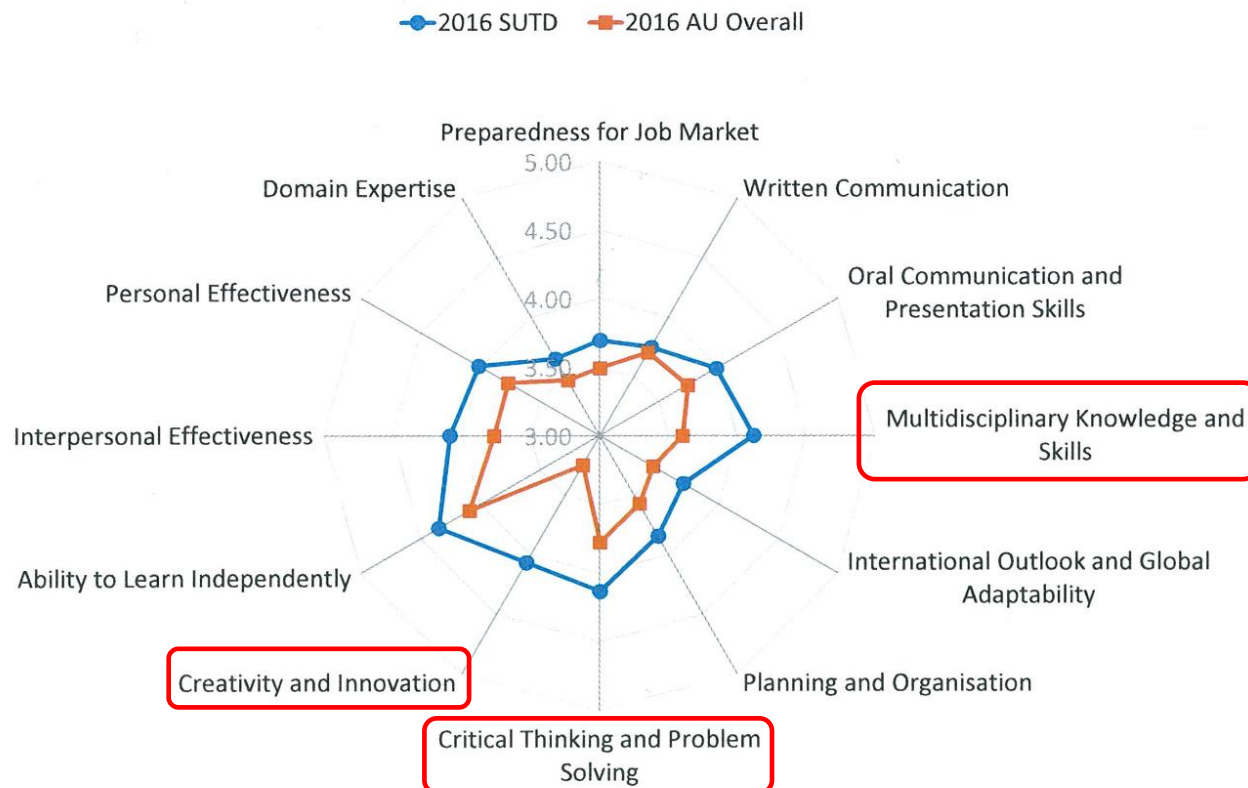 2016 SUTD 2016 AU Overall
Preparedness for Job Market
5.00
Domain Expertise
Written Communication
4.50
Personal Effectiveness
Oral Communication and
Presentation Skills
4.00
3.50
Interpersonal Effectiveness
3.00
Multidisciplinary Knowledge and
Skills
Ability to Learn Independently
International Outlook and Global
Adaptability
Creativity and Innovation
Planning and Organisation
Critical Thinking and Problem
Solving